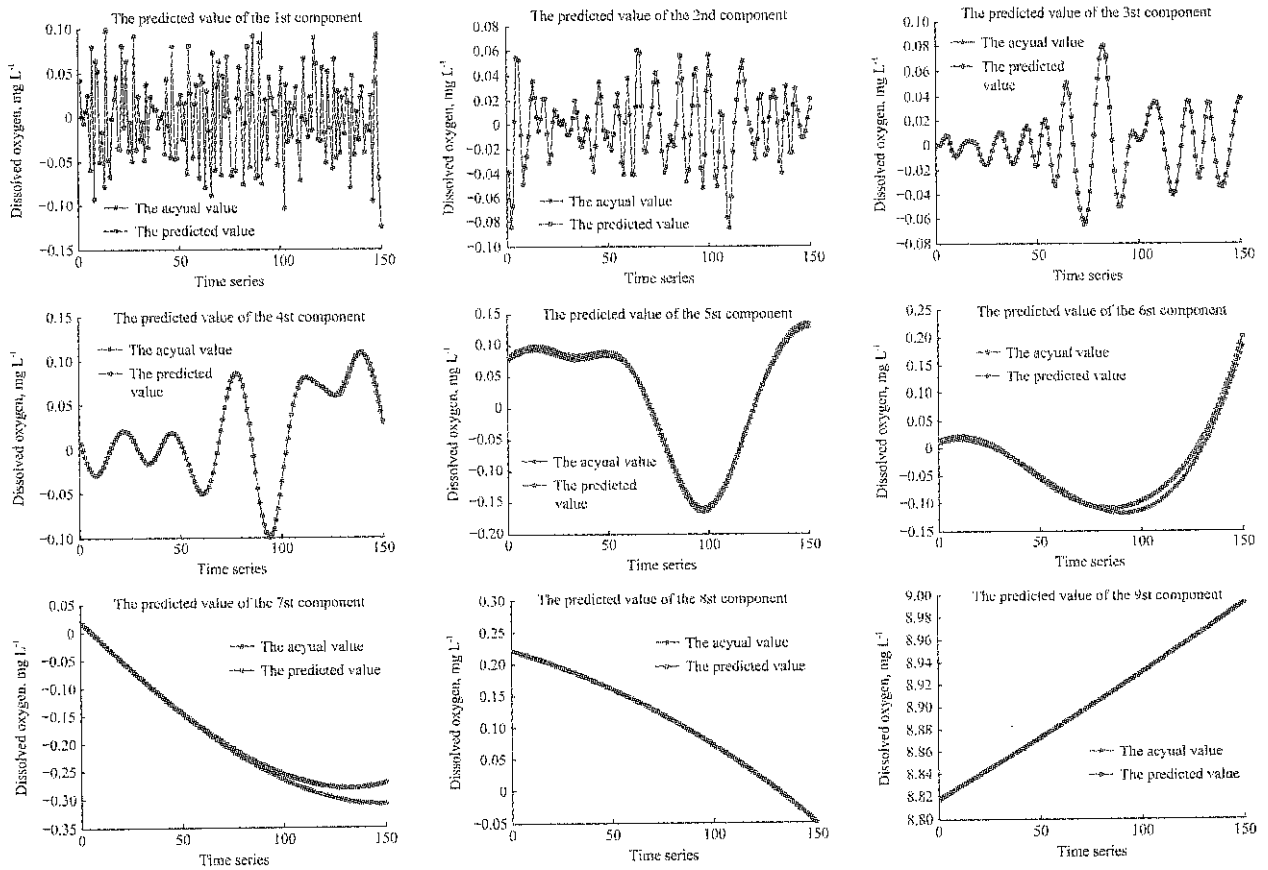 The predicted value of the 1st component
Dissolved oxygen, mg L-1
0.10
0.05
0
−0.05
−0.10
−0.15
The acyual value
The predicted value
0
50
100
150
Time series
The predicted value of the 2nd component
Dissolved oxygen, mg L-1
0.08
0.06
0.04
0.02
0
−0.02
−0.04
−0.06
−0.08
−0.10
The acyual value
The predicted value
0
50
100
150
Time series
The predicted value of the 3st component
Dissolved oxygen, mg L-1
0.10
0.08
0.06
0.04
0.02
0
−0.02
−0.04
−0.06
−0.08
The acyual value
The predicted
value
0
50
100
150
Time series
The predicted value of the 4st component
Dissolved oxygen, mg L-1
0.15
0.10
0.05
0
−0.05
−0.10
The acyual value
The predicted
value
0
50
100
150
Time series
The predicted value of the 5st component
Dissolved oxygen, mg L-1
0.15
0.10
0.05
0
−0.05
−0.10
−0.15
−0.20
The acyual value
The predicted
value
0
50
100
150
Time series
The predicted value of the 6st component
Dissolved oxygen, mg L-1
0.25
0.20
0.15
0.10
0.05
0
−0.05
−0.10
−0.15
The acyual value
The predicted value
0
50
100
150
Time series
The predicted value of the 7st component
Dissolved oxygen, mg L-1
0.05
0
−0.05
−0.10
−0.15
−0.20
−0.25
−0.30
−0.35
The acyual value
The predicted value
0
50
100
150
Time series
The predicted value of the 8st component
Dissolved oxygen, mg L-1
0.30
0.25
0.20
0.15
0.10
0.05
0
−0.05
The acyual value
The predicted value
0
50
100
150
Time series
The predicted value of the 9st component
Dissolved oxygen, mg L-1
9.00
8.98
8.96
8.94
8.92
8.90
8.88
8.86
8.84
8.82
8.80
The acyual value
The predicted value
0
50
100
150
Time series